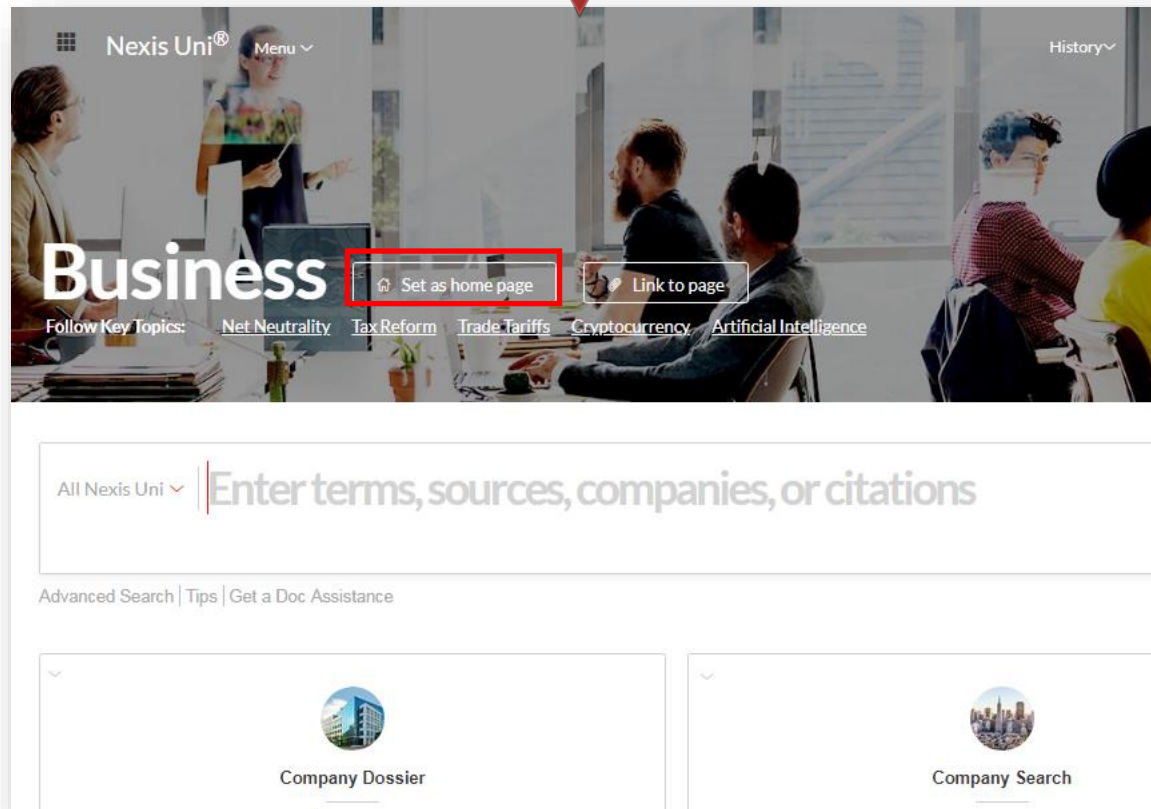 Nexis Uni® Menu History
Business Set as home page Link to page
Follow Key Topics: Net Neutrality Tax Reform Trade Tariffs Cryptocurrency Artificial Intelligence
All Nexis Uni Enter terms, sources, companies, or citations
Advanced Search | Tips | Get a Doc Assistance
Company Dossier Company Search